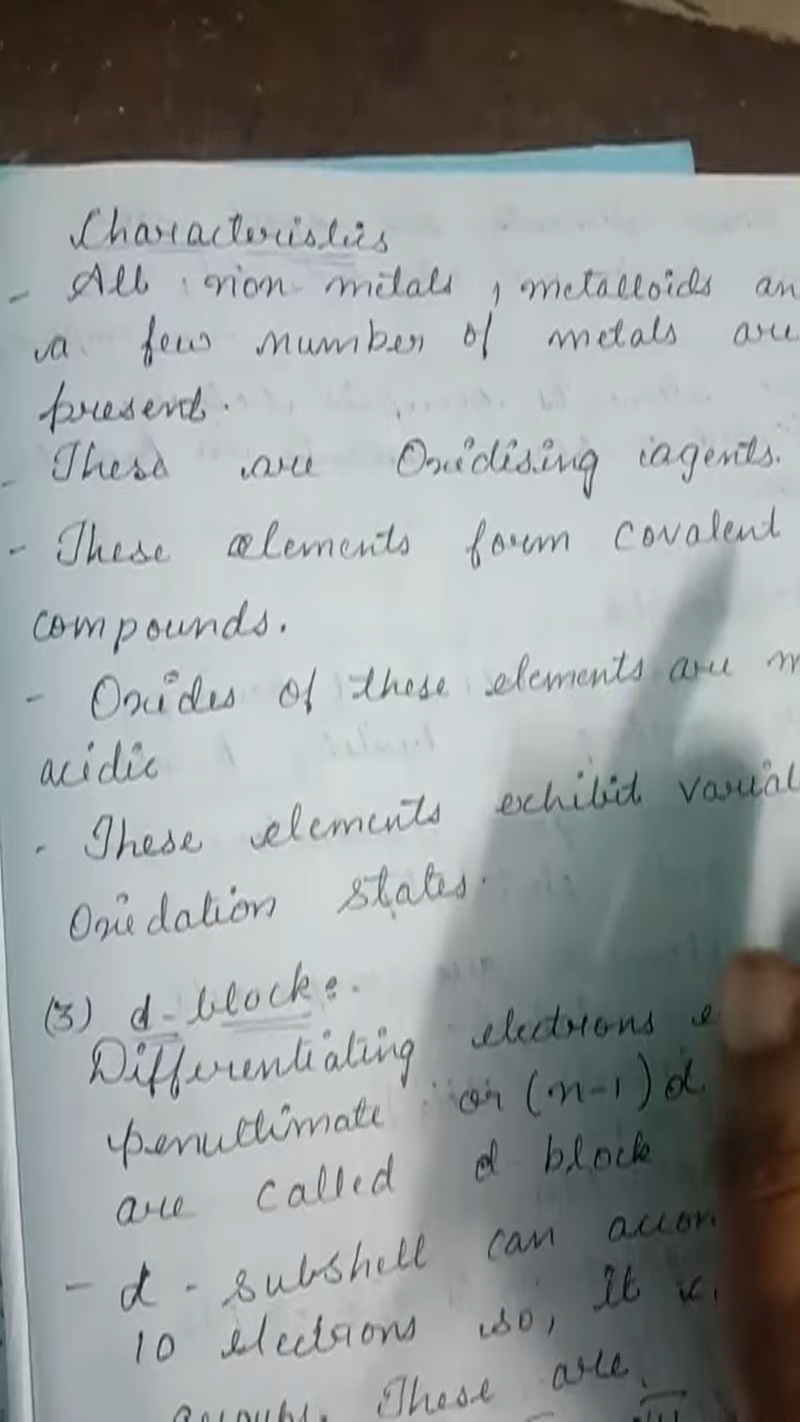 Characteristics
- All non metals, metalloids an
a few number of metals are
present.
- These are Oxidising agents.
- These elements form covalent
compounds.
- Oxides of these elements are m
acidic
- These elements exhibit variabl
Oxidation states.
(3) d-block:-
Differentiating electrons e
penultimate or (n-1)d
are called d block
- d-subshell can accom
10 electrons so, It
groups. These are